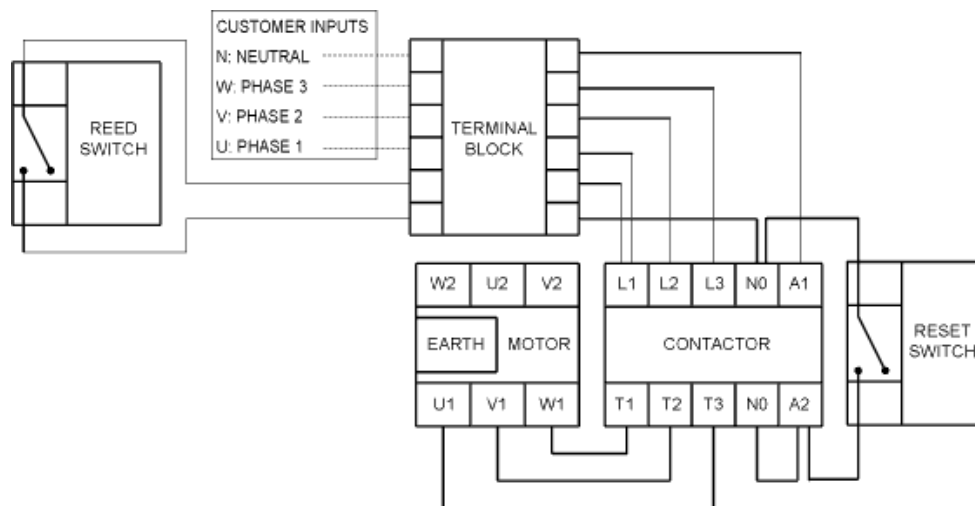 CUSTOMER INPUTS
N: NEUTRAL
W: PHASE 3
V: PHASE 2
U: PHASE 1
REED
SWITCH
TERMINAL
BLOCK
W2 U2 V2
EARTH MOTOR
U1 V1 W1
L1 L2 L3 N0 A1
CONTACTOR
T1 T2 T3 N0 A2
RESET
SWITCH